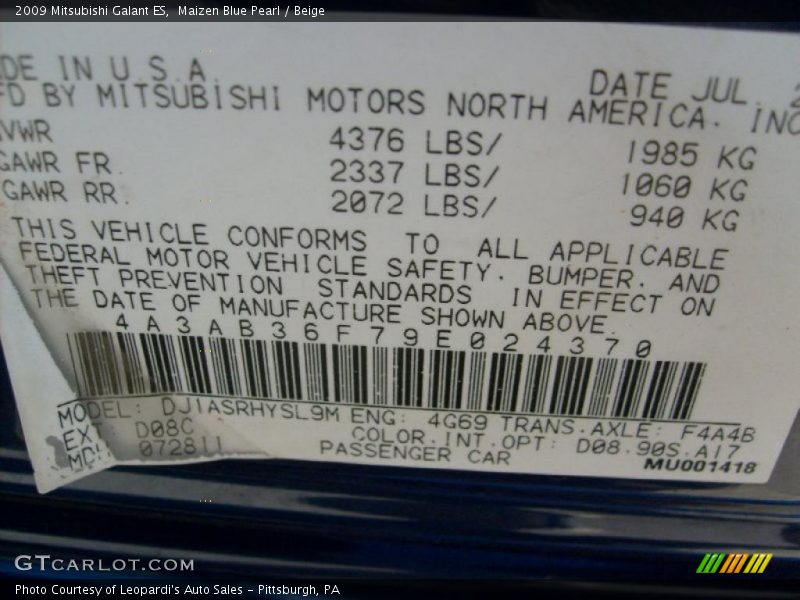 2009 Mitsubishi Galant ES, Maizen Blue Pearl / Beige
DE IN U.S.A. DATE JUL. 2
FD BY MITSUBISHI MOTORS NORTH AMERICA. INC
VWR 4376 LBS/ 1985 KG
GAWR FR. 2337 LBS/ 1060 KG
GAWR RR. 2072 LBS/ 940 KG
THIS VEHICLE CONFORMS TO ALL APPLICABLE
FEDERAL MOTOR VEHICLE SAFETY. BUMPER. AND
THEFT PREVENTION STANDARDS IN EFFECT ON
THE DATE OF MANUFACTURE SHOWN ABOVE.
4A3AB36F79E024370
MODEL: DJ1ASRHYSL9M ENG: 4G69 TRANS.AXLE: F4A4B
EXT D08C COLOR.INT.OPT: D08.90S.A17
MD: 072811 PASSENGER CAR MU001418
GTCARLOT.COM
Photo Courtesy of Leopardi's Auto Sales - Pittsburgh, PA